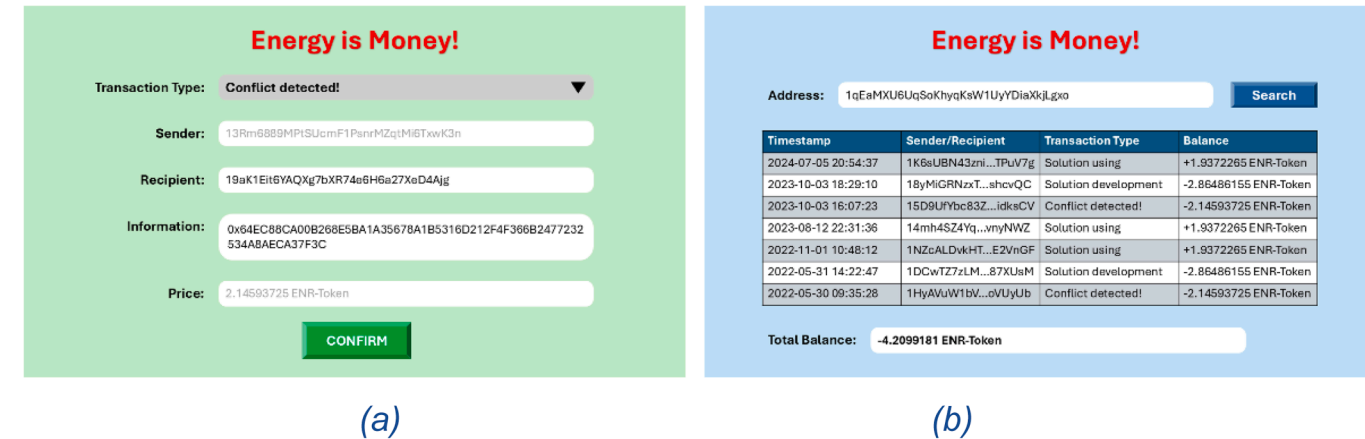 Energy is Money!
Transaction Type: Conflict detected!
Sender: 13Rm6889MPtSUcmF1PsnrMZqtMi6TxwK3n
Recipient: 19aK1Eit6YAQXg7bXR74e6H6a27XeD4Ajg
Information: 0x64EC88CA00B268E5BA1A35678A1B5316D212F4F366B2477232
534A8AECA37F3C
Price: 2.14593725 ENR-Token
CONFIRM
(a)
Energy is Money!
Address: 1qEaMXU6UqSoKhyqKsW1UyYDiaXkjLgxo Search
Timestamp Sender/Recipient Transaction Type Balance
2024-07-05 20:54:37 1K6sUBN43zni...TPuV7g Solution using +1.9372265 ENR-Token
2023-10-03 18:29:10 18yMiGRNzxT...shcvQC Solution development -2.86486155 ENR-Token
2023-10-03 16:07:23 15D9UfYbc83Z...idksCV Conflict detected! -2.14593725 ENR-Token
2023-08-12 22:31:36 14mh4SZ4Yq...vnyNWZ Solution using +1.9372265 ENR-Token
2022-11-01 10:48:12 1NZcALDvkHT...E2VnGF Solution using +1.9372265 ENR-Token
2022-05-31 14:22:47 1DCwTZ7zLM...87XUsM Solution development -2.86486155 ENR-Token
2022-05-30 09:35:28 1HyAVuW1bV...oVUyUb Conflict detected! -2.14593725 ENR-Token
Total Balance: -4.2099181 ENR-Token
(b)